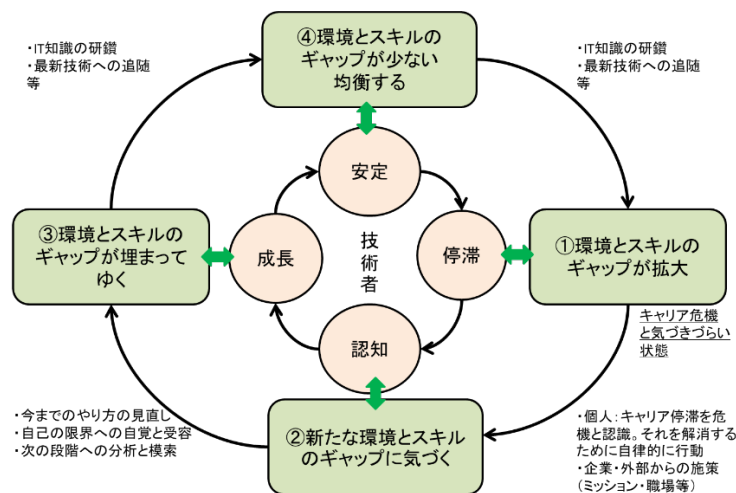 ④環境とスキルの
ギャップが少ない
均衡する
・IT知識の研鑽
・最新技術への追随
等
・IT知識の研鑽
・最新技術への追随
等
安定
③環境とスキルの
ギャップが埋まって
ゆく
成長
技術者
停滞
①環境とスキルの
ギャップが拡大
認知
キャリア危機
と気づきづらい
状態
・今までのやり方の見直し
・自己の限界への自覚と受容
・次の段階への分析と模索
②新たな環境とスキル
のギャップに気づく
・個人：キャリア停滞を危
機と認識。それを解消する
ために自律的に行動
・企業・外部からの施策
（ミッション・職場等）